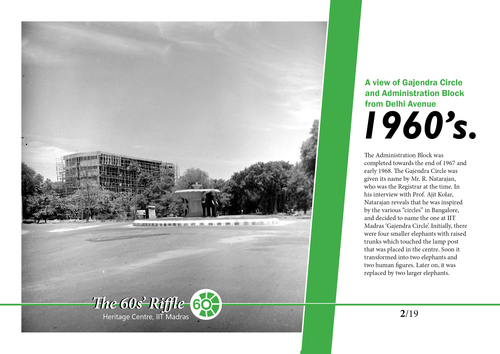 A view of Gajendra Circle
and Administration Block
from Delhi Avenue
1960's.
The Administration Block was
completed towards the end of 1967 and
early 1968. The Gajendra Circle was
given its name by Mr. R. Natarajan,
who was the Registrar at the time. In
his interview with Prof. Ajit Kolar,
Natarajan reveals that he was inspired
by the various "circles" in Bangalore,
and decided to name the one at IIT
Madras 'Gajendra Circle'. Initially, there
were four smaller elephants with raised
trunks which touched the lamp post
that was placed in the centre. Soon it
transformed into two elephants and
two human figures. Later on, it was
replaced by two larger elephants.
The 60s' Riffle
60
Heritage Centre, IIT Madras
2/19